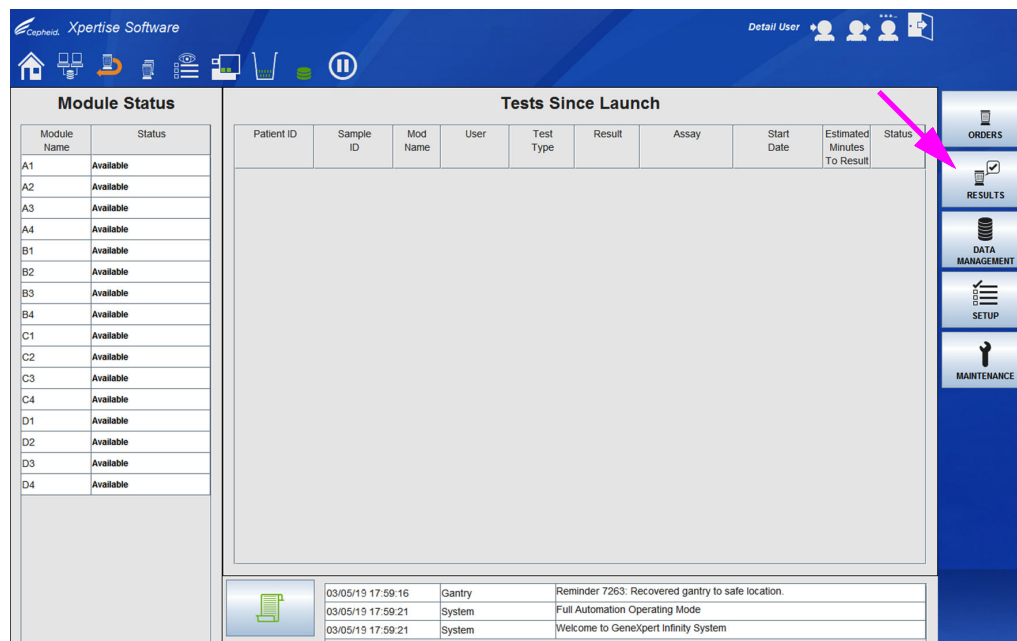 Cepheid. Xpertise Software
Detail User
Module Status
Tests Since Launch
Module Name Status
Patient ID Sample ID Mod Name User Test Type Result Assay Start Date Estimated Minutes To Result Status
A1 Available
A2 Available
A3 Available
A4 Available
B1 Available
B2 Available
B3 Available
B4 Available
C1 Available
C2 Available
C3 Available
C4 Available
D1 Available
D2 Available
D3 Available
D4 Available
ORDERS
RESULTS
DATA
MANAGEMENT
SETUP
MAINTENANCE
03/05/19 17:59:16 Gantry Reminder 7263: Recovered gantry to safe location.
03/05/19 17:59:21 System Full Automation Operating Mode
03/05/19 17:59:21 System Welcome to GeneXpert Infinity System